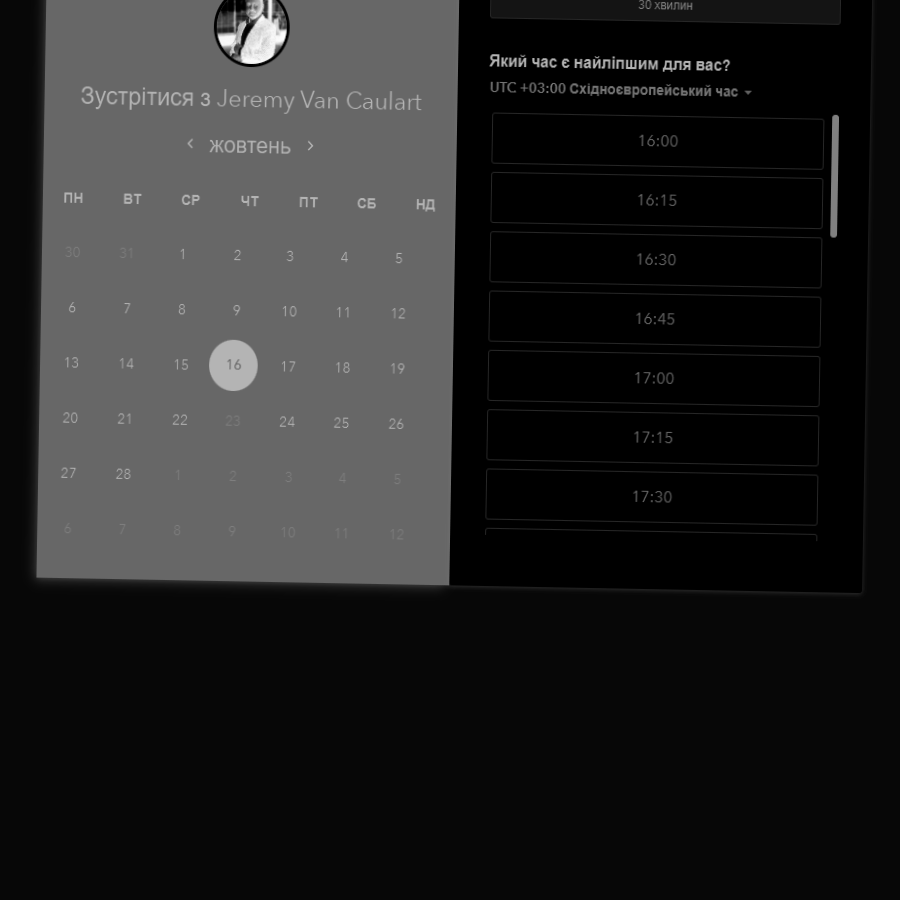 Зустрітися з Jeremy Van Caulart
жовтень
ПН ВТ СР ЧТ ПТ СБ НД
30 31 1 2 3 4 5
6 7 8 9 10 11 12
13 14 15 16 17 18 19
20 21 22 23 24 25 26
27 28 1 2 3 4 5
6 7 8 9 10 11 12
30 хвилин
Який час є найліпшим для вас?
UTC +03:00 Східноєвропейський час
16:00
16:15
16:30
16:45
17:00
17:15
17:30